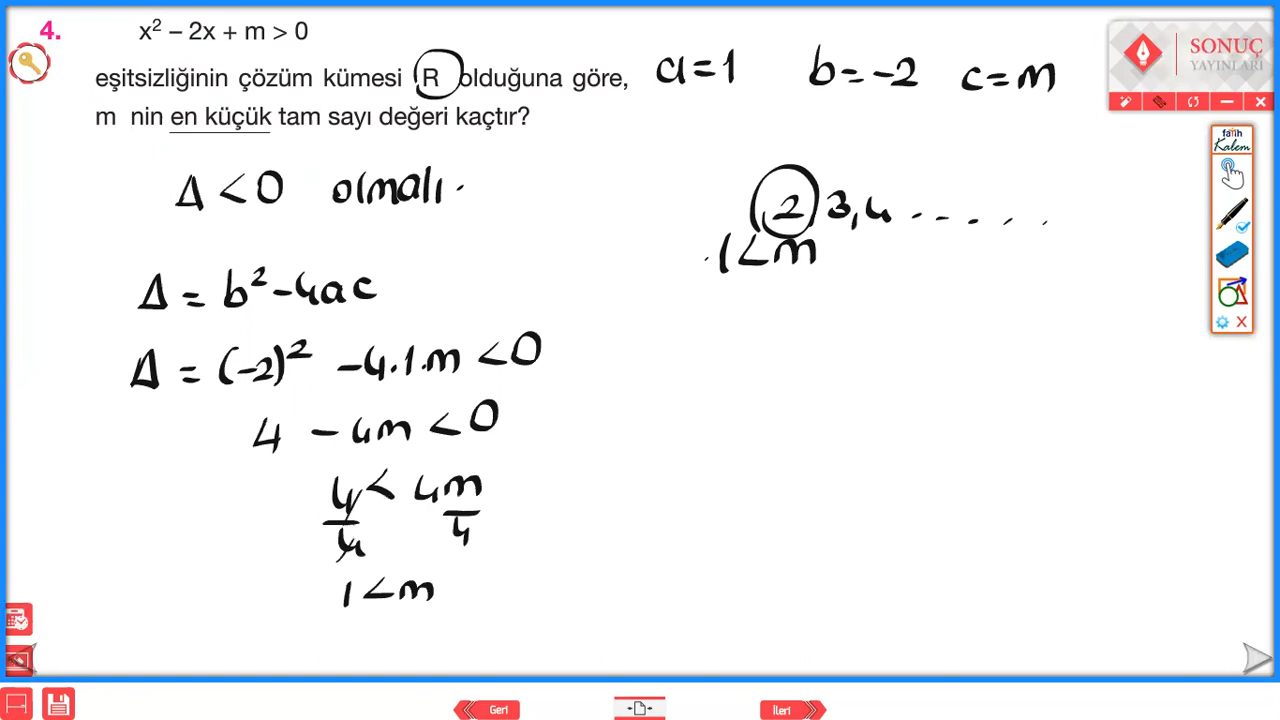 4. x² – 2x + m > 0
eşitsizliğinin çözüm kümesi R olduğuna göre,
m nin en küçük tam sayı değeri kaçtır?
a=1 b=-2 c=m
SONUÇ
YAYINLARI
fatih
Kalem
Δ < 0 olmalı.
2 3,4 . . . . .
1 < m
Δ = b² - 4ac
Δ = (-2)² - 4.1.m < 0
4 - 4m < 0
4/4 < 4m/4
1 < m
Geri
İleri